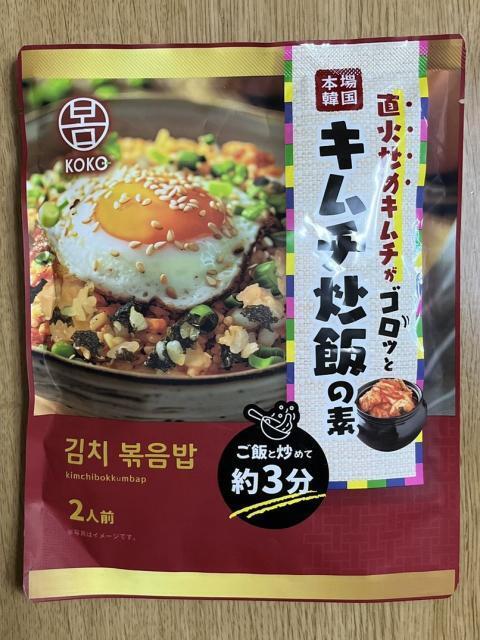 봄
KOKO
本場
韓国
直火炒めキムチがゴロッと
キムチ炒飯の素
ご飯と炒めて
約3分
김치 볶음밥
kimchibokkumbap
2人前
※写真はイメージです。